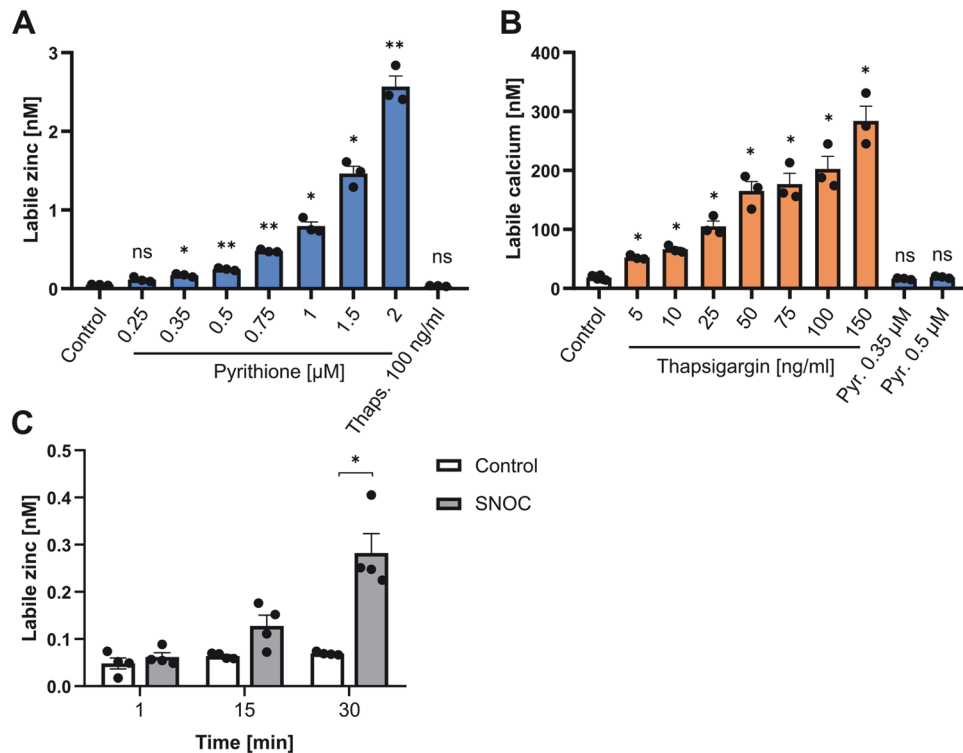 A
Labile zinc [nM]
3
2
1
0
ns
*
**
**
*
*
**
ns
Control
0.25
0.35
0.5
0.75
1
1.5
2
Thaps. 100 ng/ml
Pyrithione [µM]
B
Labile calcium [nM]
400
300
200
100
0
*
*
*
*
*
*
*
ns
ns
Control
5
10
25
50
75
100
150
Pyr. 0.35 µM
Pyr. 0.5 µM
Thapsigargin [ng/ml]
C
Labile zinc [nM]
0.5
0.4
0.3
0.2
0.1
0.0
*
1
15
30
Time [min]
Control
SNOC